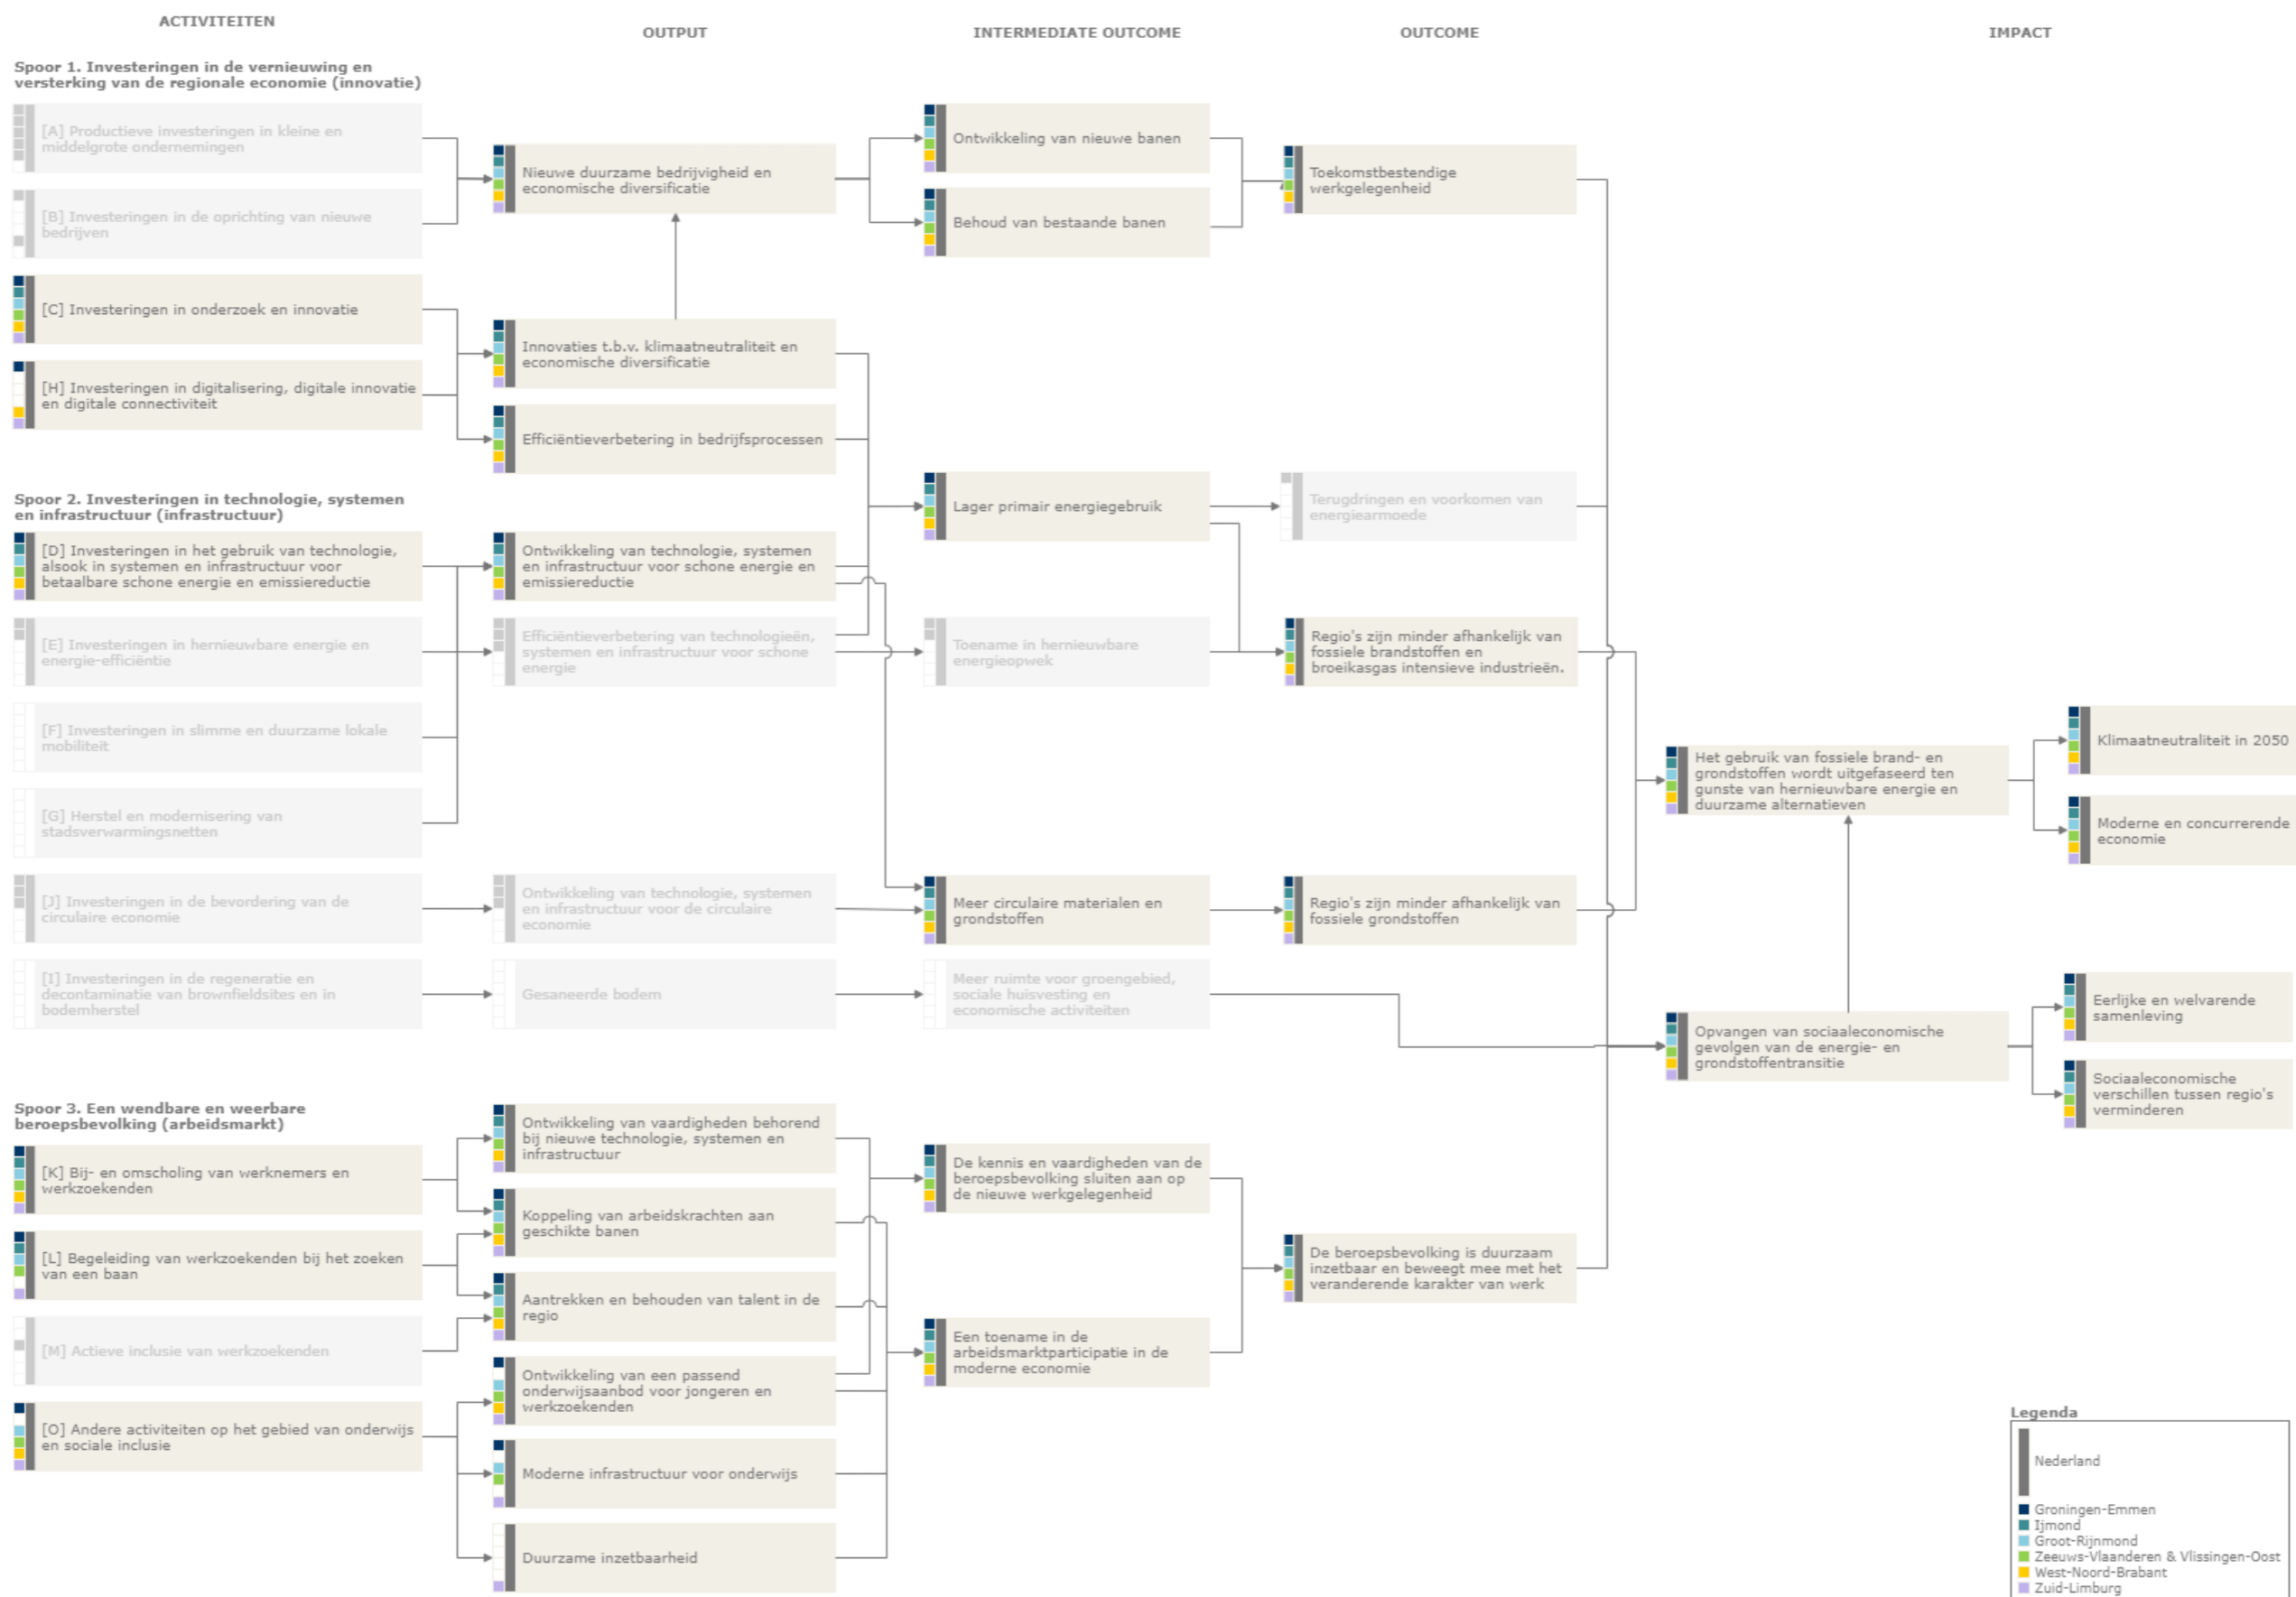 ACTIVITEITEN
OUTPUT
INTERMEDIATE OUTCOME
OUTCOME
IMPACT
Spoor 1. Investeringen in de vernieuwing en
versterking van de regionale economie (innovatie)
[A] Productieve investeringen in kleine en
middelgrote ondernemingen
[B] Investeringen in de oprichting van nieuwe
bedrijven
[C] Investeringen in onderzoek en innovatie
[H] Investeringen in digitalisering, digitale innovatie
en digitale connectiviteit
Nieuwe duurzame bedrijvigheid en
economische diversificatie
Innovaties t.b.v. klimaatneutraliteit en
economische diversificatie
Efficiëntieverbetering in bedrijfsprocessen
Ontwikkeling van nieuwe banen
Behoud van bestaande banen
Toekomstbestendige
werkgelegenheid
Spoor 2. Investeringen in technologie, systemen
en infrastructuur (infrastructuur)
[D] Investeringen in het gebruik van technologie,
alsook in systemen en infrastructuur voor
betaalbare schone energie en emissiereductie
[E] Investeringen in hernieuwbare energie en
energie-efficiëntie
[F] Investeringen in slimme en duurzame lokale
mobiliteit
[G] Herstel en modernisering van
stadsverwarmingsnetten
[J] Investeringen in de bevordering van de
circulaire economie
[I] Investeringen in de regeneratie en
decontaminatie van brownfieldsites en in
bodemherstel
Ontwikkeling van technologie, systemen
en infrastructuur voor schone energie en
emissiereductie
Efficiëntieverbetering van technologieën,
systemen en infrastructuur voor schone
energie
Ontwikkeling van technologie, systemen
en infrastructuur voor de circulaire
economie
Gesaneerde bodem
Lager primair energiegebruik
Toename in hernieuwbare
energieopwek
Meer circulaire materialen en
grondstoffen
Meer ruimte voor groengebied,
sociale huisvesting en
economische activiteiten
Terugdringen en voorkomen van
energiearmoede
Regio's zijn minder afhankelijk van
fossiele brandstoffen en
broeikasgas intensieve industrieën.
Regio's zijn minder afhankelijk van
fossiele grondstoffen
Het gebruik van fossiele brand- en
grondstoffen wordt uitgefaseerd ten
gunste van hernieuwbare energie en
duurzame alternatieven
Opvangen van sociaaleconomische
gevolgen van de energie- en
grondstoffentransitie
Klimaatneutraliteit in 2050
Moderne en concurrerende
economie
Eerlijke en welvarende
samenleving
Sociaaleconomische
verschillen tussen regio's
verminderen
Spoor 3. Een wendbare en weerbare
beroepsbevolking (arbeidsmarkt)
[K] Bij- en omscholing van werknemers en
werkzoekenden
[L] Begeleiding van werkzoekenden bij het zoeken
van een baan
[M] Actieve inclusie van werkzoekenden
[O] Andere activiteiten op het gebied van onderwijs
en sociale inclusie
Ontwikkeling van vaardigheden behorend
bij nieuwe technologie, systemen en
infrastructuur
Koppeling van arbeidskrachten aan
geschikte banen
Aantrekken en behouden van talent in de
regio
Ontwikkeling van een passend
onderwijsaanbod voor jongeren en
werkzoekenden
Moderne infrastructuur voor onderwijs
Duurzame inzetbaarheid
De kennis en vaardigheden van de
beroepsbevolking sluiten aan op
de nieuwe werkgelegenheid
Een toename in de
arbeidsmarktparticipatie in de
moderne economie
De beroepsbevolking is duurzaam
inzetbaar en beweegt mee met het
veranderende karakter van werk
Legenda
Nederland
Groningen-Emmen
Ijmond
Groot-Rijnmond
Zeeuws-Vlaanderen & Vlissingen-Oost
West-Noord-Brabant
Zuid-Limburg